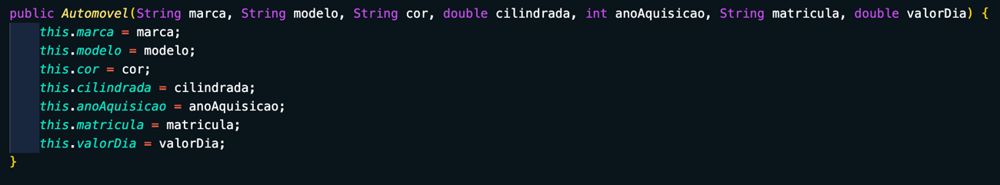 public Automovel(String marca, String modelo, String cor, double cilindrada, int anoAquisicao, String matricula, double valorDia) {
this.marca = marca;
this.modelo = modelo;
this.cor = cor;
this.cilindrada = cilindrada;
this.anoAquisicao = anoAquisicao;
this.matricula = matricula;
this.valorDia = valorDia;
}